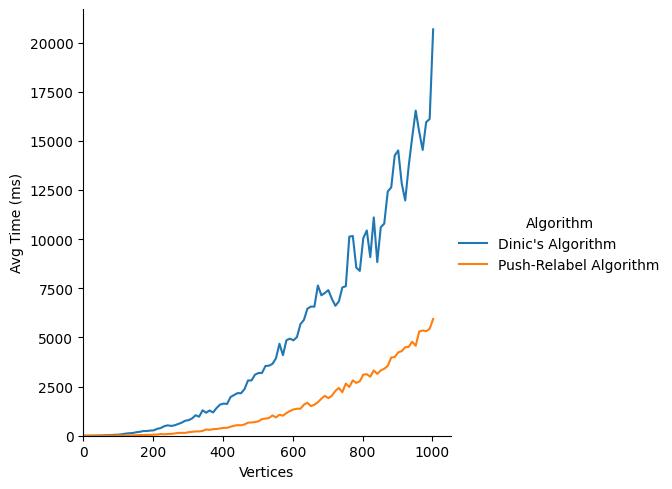 20000
17500
15000
12500
10000
7500
5000
2500
0
Avg Time (ms)
0 200 400 600 800 1000
Vertices
Algorithm
Dinic's Algorithm
Push-Relabel Algorithm